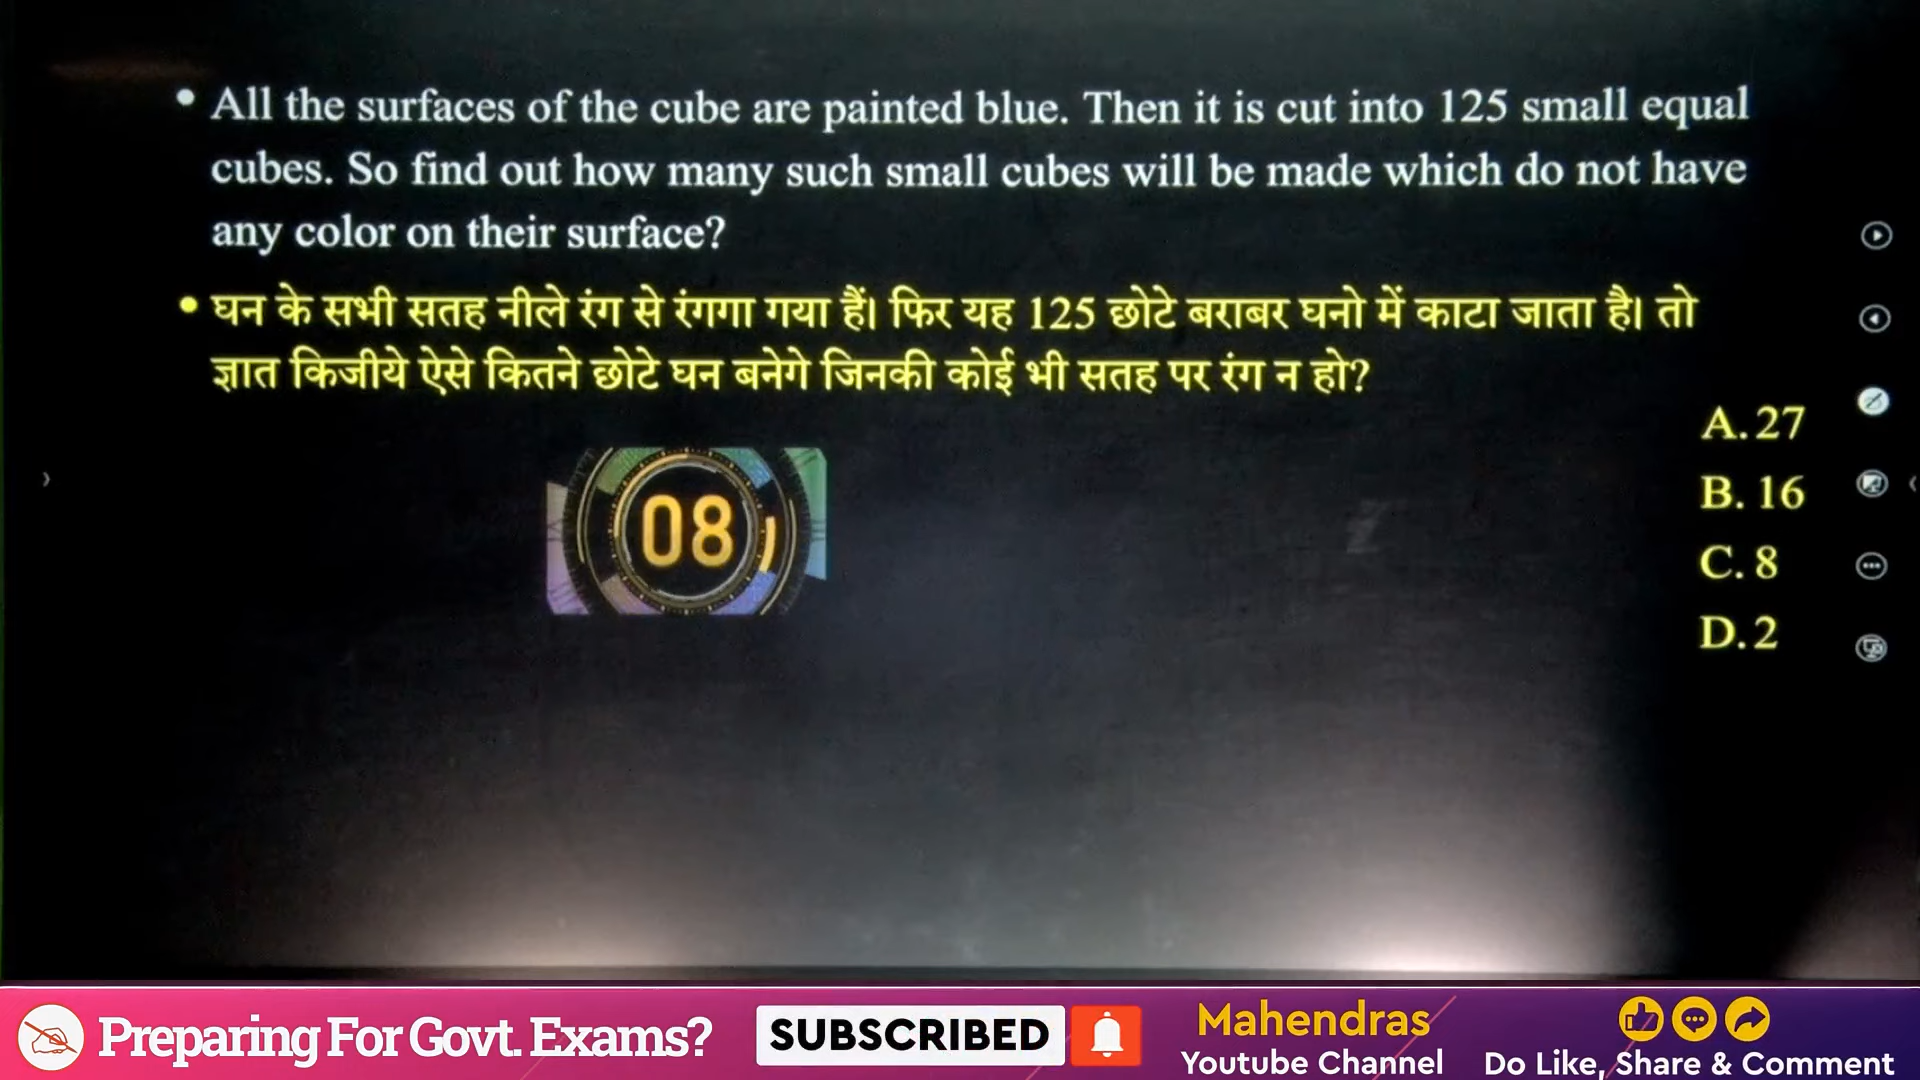 • All the surfaces of the cube are painted blue. Then it is cut into 125 small equal
cubes. So find out how many such small cubes will be made which do not have
any color on their surface?
• घन के सभी सतह नीले रंग से रंगगा गया हैं। फिर यह 125 छोटे बराबर घनो में काटा जाता है। तो
ज्ञात किजीये ऐसे कितने छोटे घन बनेगे जिनकी कोई भी सतह पर रंग न हो?
A. 27
B. 16
C. 8
D. 2
08
Preparing For Govt. Exams?
SUBSCRIBED
Mahendras
Youtube Channel
Do Like, Share & Comment